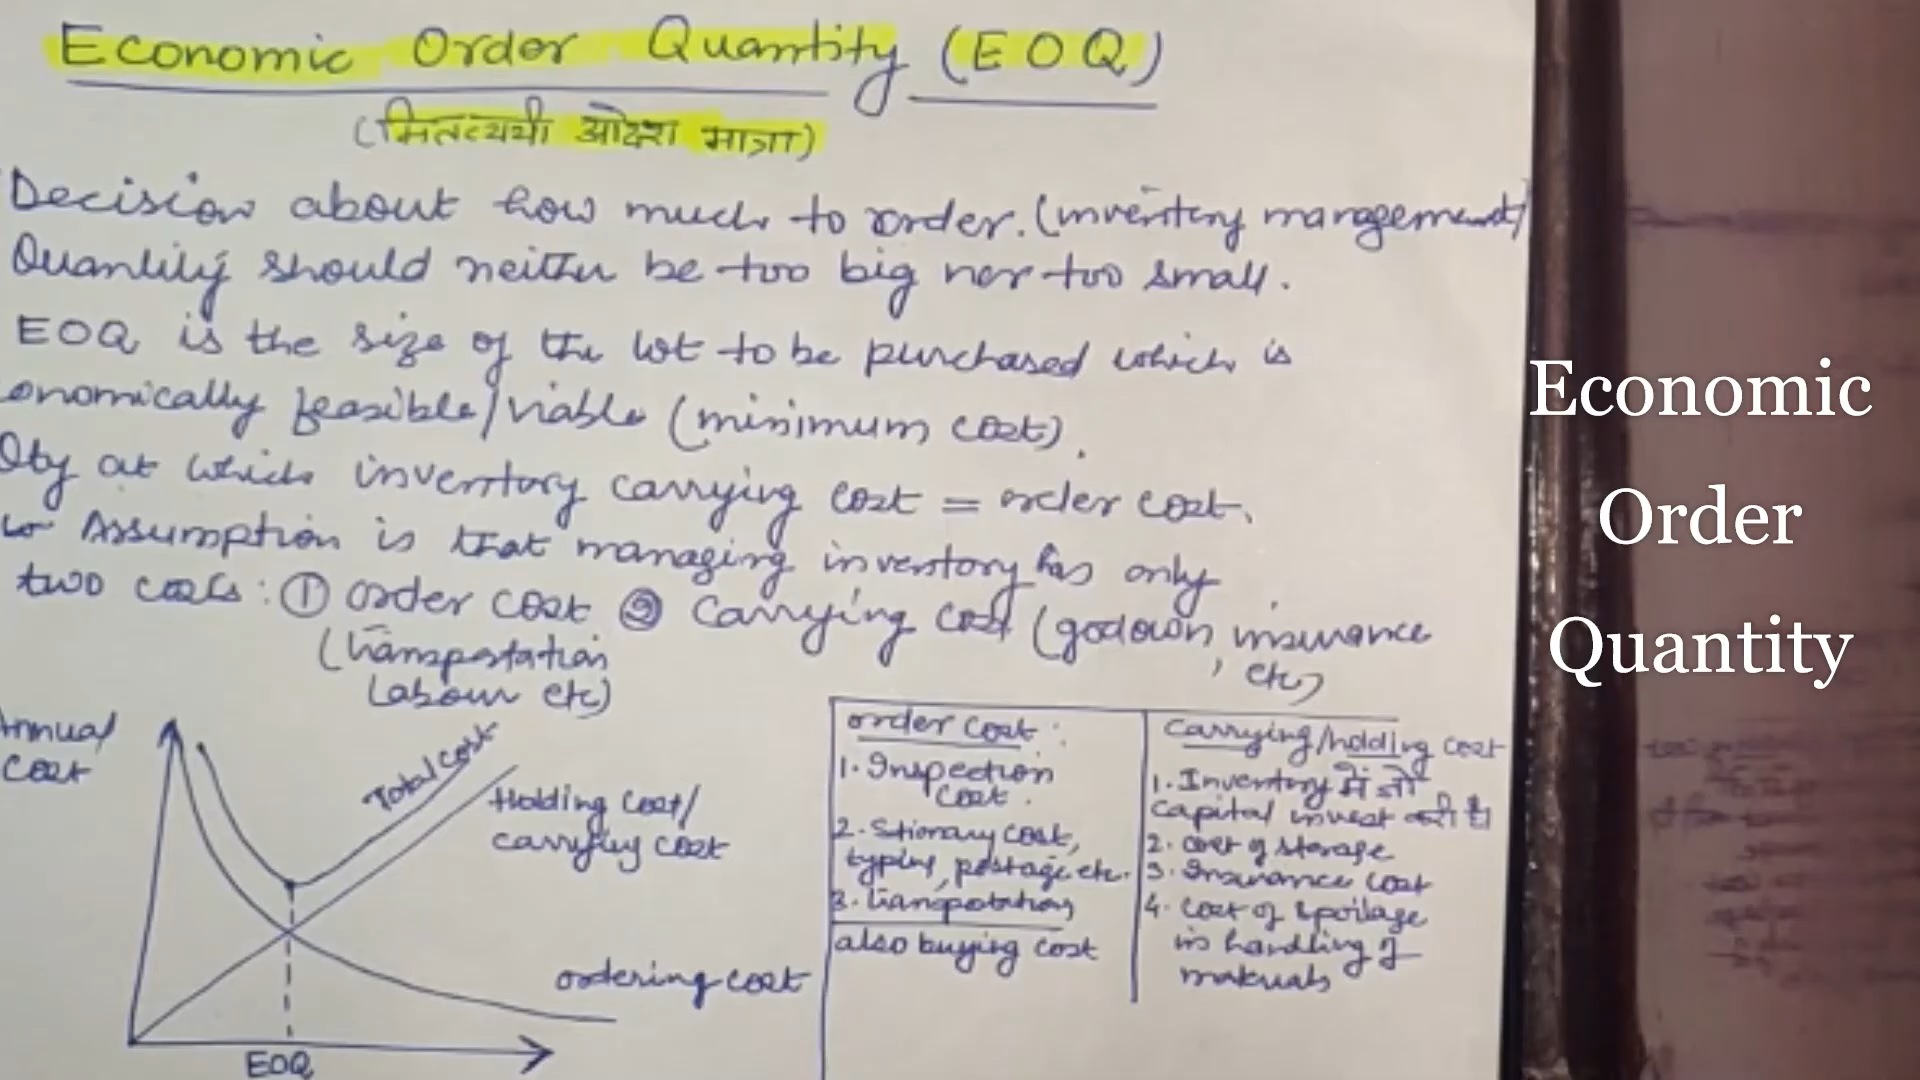 Economic Order Quantity (EOQ)
(मितव्ययी आदेश मात्रा)
Decision about how much to order. (inventory management)
Quantity should neither be too big nor too small.
EOQ is the size of the lot to be purchased which is
onomically feasible/viable (minimum cost).
Qty at which inventory carrying cost = order cost.
Assumption is that managing inventory has only
two costs: ① order cost ② Carrying cost (godown, insurance, etc)
(transportation
Labour etc)
Annual
Cost
Total cost
Holding cost/
carrying cost
ordering cost
EOQ
order cost:
1. Inspection
cost.
2. Stionary cost,
typing, postage etc.
3. transportation
also buying cost
Carrying/holding cost
1. Inventory में जो
capital invest करी है।
2. cost of storage
3. Insurance cost
4. cost of spoilage
in handling of
materials
Economic
Order
Quantity